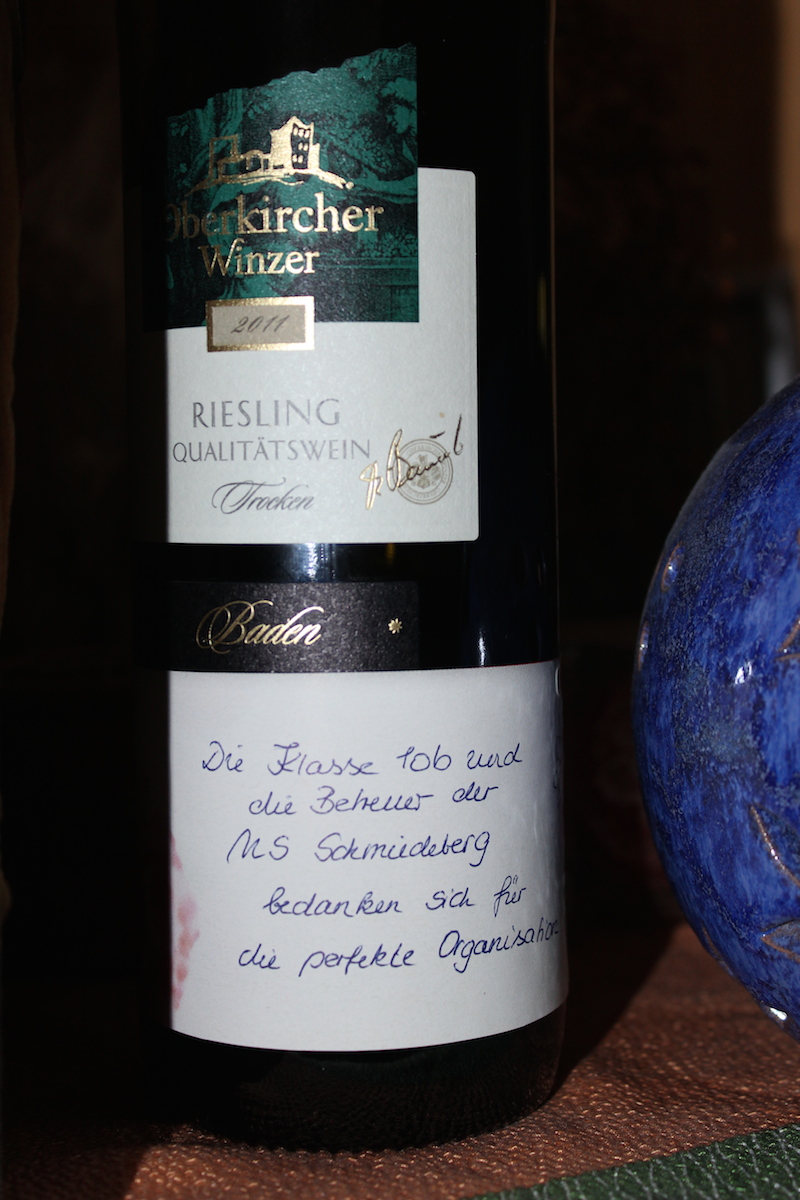 Oberkircher
Winzer
2011
RIESLING
QUALITÄTSWEIN
Trocken
Baden
Die Klasse 10b und
die Betreuer der
MS Schmiedeberg
bedanken sich für
die perfekte Organisation